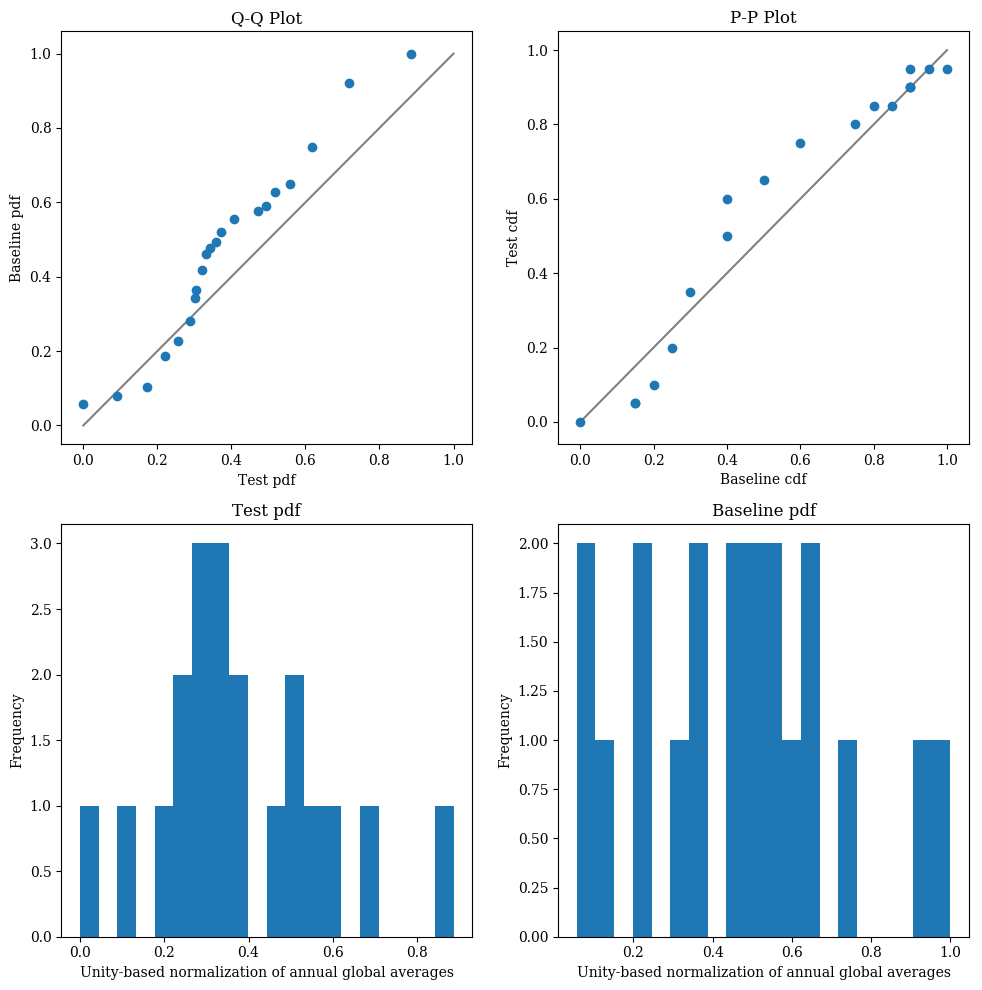 Q-Q Plot
1.0
0.8
0.6
0.4
0.2
0.0
Baseline pdf
0.0 0.2 0.4 0.6 0.8 1.0
Test pdf
P-P Plot
1.0
0.8
0.6
0.4
0.2
0.0
Test cdf
0.0 0.2 0.4 0.6 0.8 1.0
Baseline cdf
Test pdf
3.0
2.5
2.0
1.5
1.0
0.5
0.0
Frequency
0.0 0.2 0.4 0.6 0.8
Unity-based normalization of annual global averages
Baseline pdf
2.00
1.75
1.50
1.25
1.00
0.75
0.50
0.25
0.00
Frequency
0.2 0.4 0.6 0.8 1.0
Unity-based normalization of annual global averages